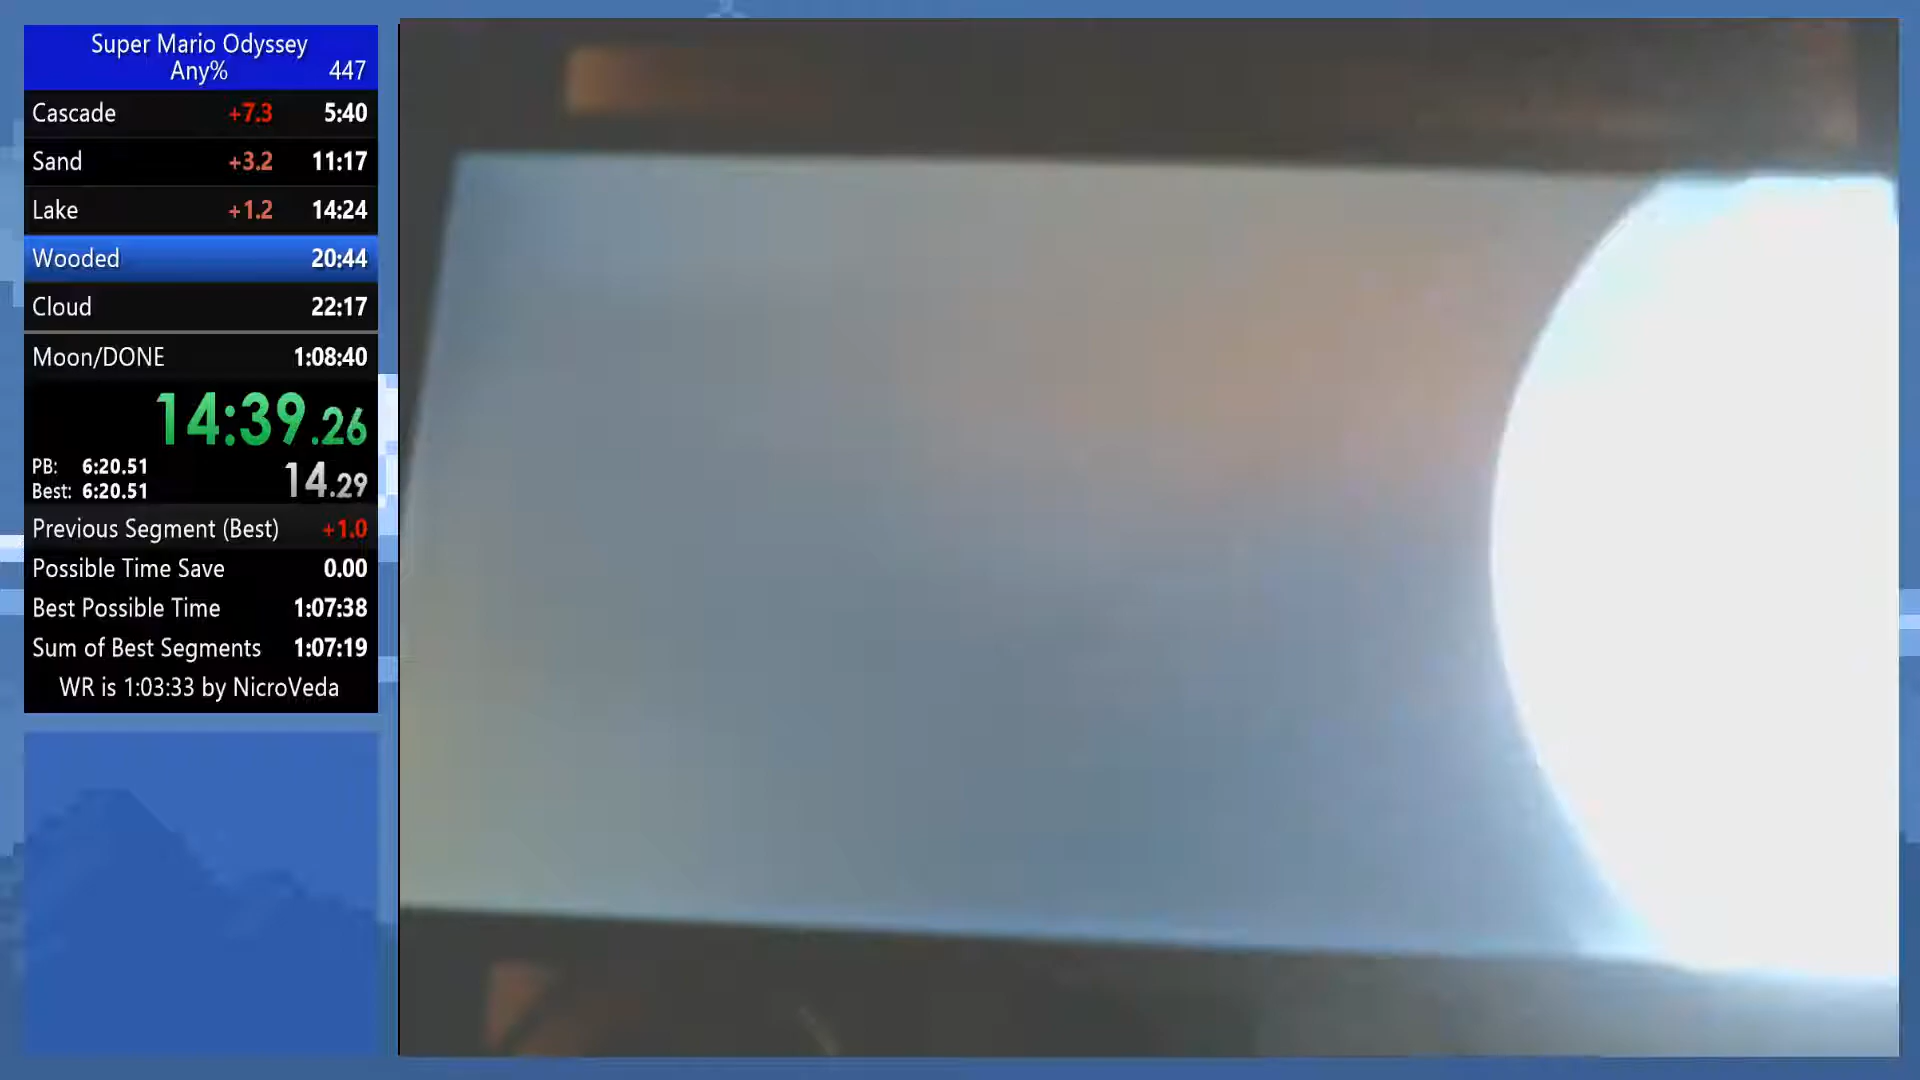 Super Mario Odyssey
Any% 447
Cascade +7.3 5:40
Sand +3.2 11:17
Lake +1.2 14:24
Wooded 20:44
Cloud 22:17
Moon/DONE 1:08:40
14:39.26
PB: 6:20.51
Best: 6:20.51 14.29
Previous Segment (Best) +1.0
Possible Time Save 0.00
Best Possible Time 1:07:38
Sum of Best Segments 1:07:19
WR is 1:03:33 by NicroVeda